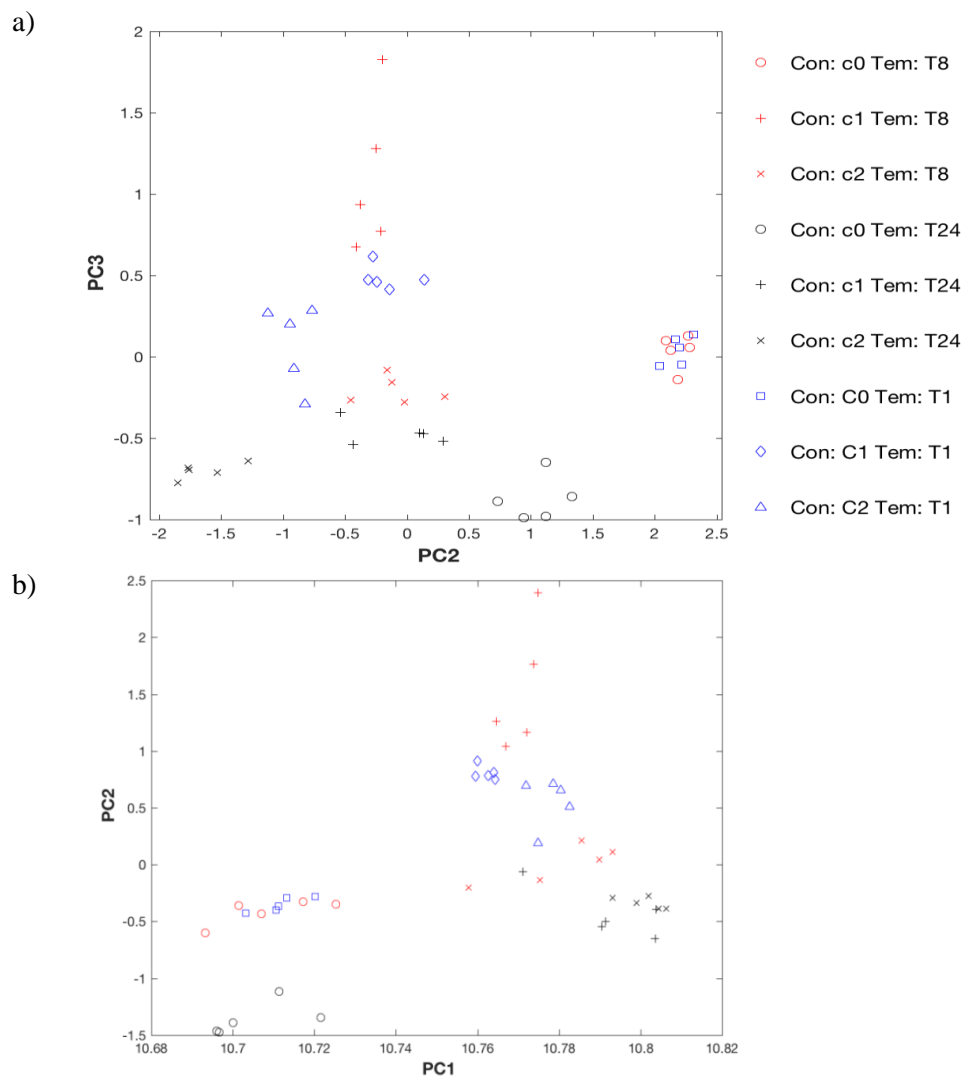 a)
2
1.5
1
0.5
0
-0.5
-1
PC3
-2
-1.5
-1
-0.5
0
0.5
1
1.5
2
2.5
PC2
Con: c0 Tem: T8
Con: c1 Tem: T8
Con: c2 Tem: T8
Con: c0 Tem: T24
Con: c1 Tem: T24
Con: c2 Tem: T24
Con: C0 Tem: T1
Con: C1 Tem: T1
Con: C2 Tem: T1
b)
2.5
2
1.5
1
0.5
0
-0.5
-1
-1.5
PC2
10.68
10.7
10.72
10.74
10.76
10.78
10.8
10.82
PC1